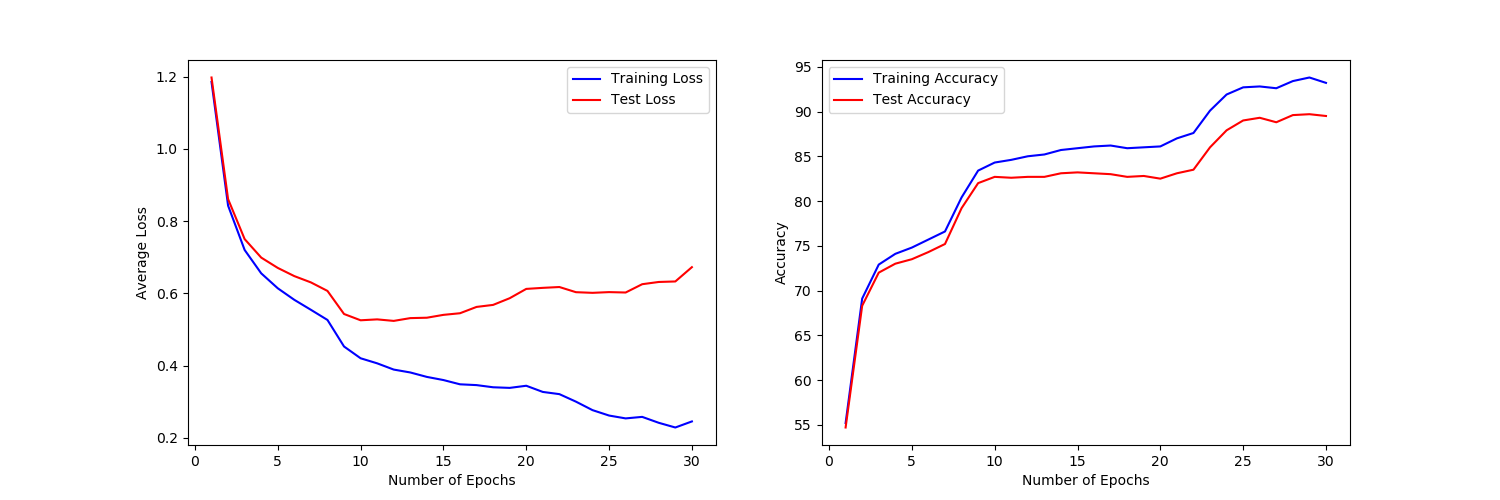 Training Loss
Test Loss
1.2
1.0
0.8
0.6
0.4
0.2
Average Loss
0 5 10 15 20 25 30
Number of Epochs
Training Accuracy
Test Accuracy
95
90
85
80
75
70
65
60
55
Accuracy
0 5 10 15 20 25 30
Number of Epochs